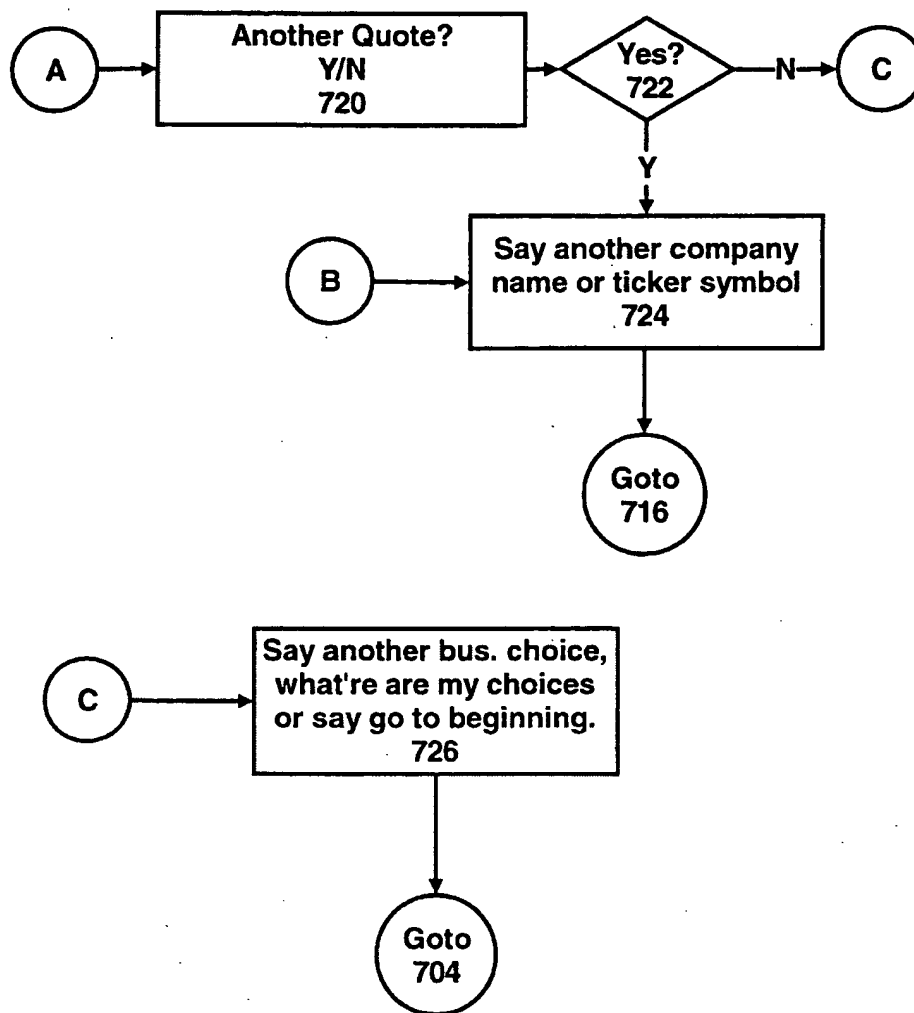 A
Another Quote?
Y/N
720
Yes?
722
N
C
Y
B
Say another company
name or ticker symbol
724
Goto
716
C
Say another bus. choice,
what're are my choices
or say go to beginning.
726
Goto
704